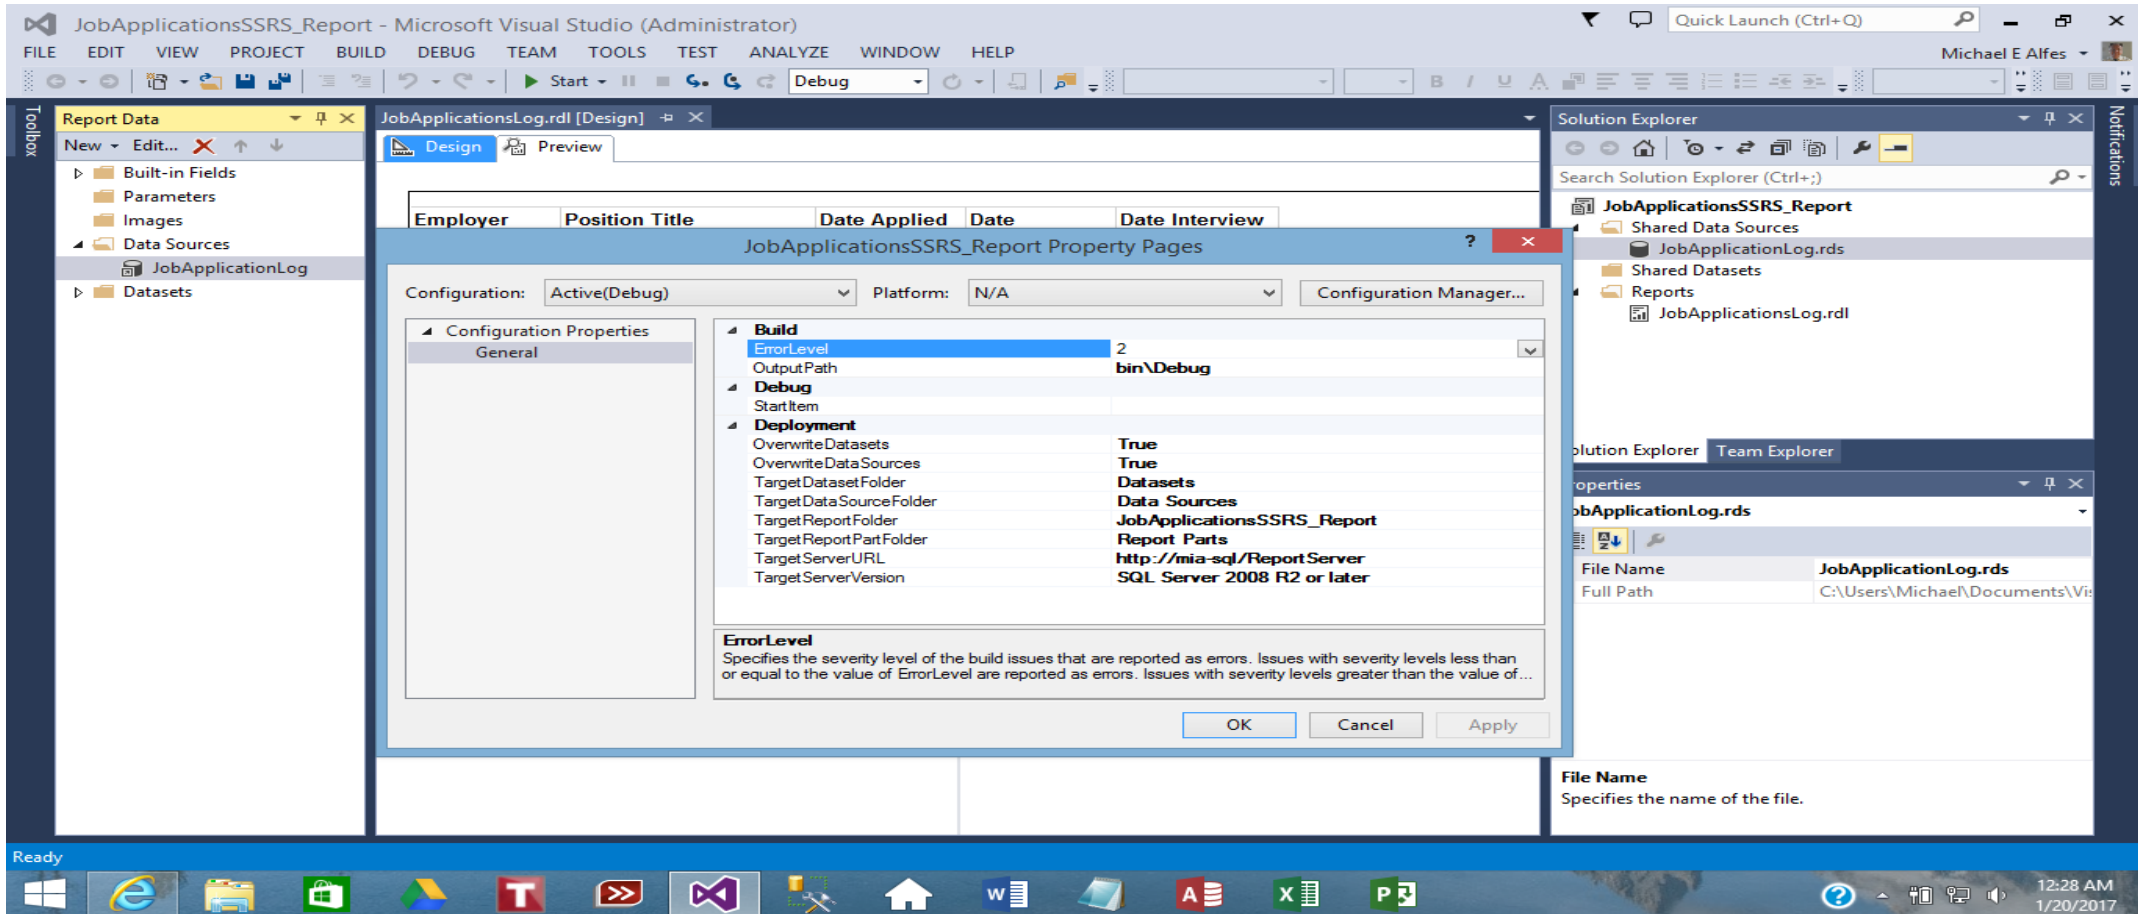 JobApplicationsSSRS_Report - Microsoft Visual Studio (Administrator)
Quick Launch (Ctrl+Q)
FILE EDIT VIEW PROJECT BUILD DEBUG TEAM TOOLS TEST ANALYZE WINDOW HELP
Michael E Alfes
Start
Debug
Toolbox
Report Data
New Edit...
Built-in Fields
Parameters
Images
Data Sources
JobApplicationLog
Datasets
JobApplicationsLog.rdl [Design]
Design Preview
Employer Position Title Date Applied Date Date Interview
JobApplicationsSSRS_Report Property Pages
?
Configuration: Active(Debug) Platform: N/A Configuration Manager...
Configuration Properties
General
Build
ErrorLevel 2
OutputPath bin\Debug
Debug
StartItem
Deployment
OverwriteDatasets True
OverwriteDataSources True
TargetDatasetFolder Datasets
TargetDataSourceFolder Data Sources
TargetReportFolder JobApplicationsSSRS_Report
TargetReportPartFolder Report Parts
TargetServerURL http://mia-sql/ReportServer
TargetServerVersion SQL Server 2008 R2 or later
ErrorLevel
Specifies the severity level of the build issues that are reported as errors. Issues with severity levels less than
or equal to the value of ErrorLevel are reported as errors. Issues with severity levels greater than the value of...
OK Cancel Apply
Solution Explorer
Search Solution Explorer (Ctrl+;)
JobApplicationsSSRS_Report
Shared Data Sources
JobApplicationLog.rds
Shared Datasets
Reports
JobApplicationsLog.rdl
olution Explorer Team Explorer
operties
obApplicationLog.rds
File Name JobApplicationLog.rds
Full Path C:\Users\Michael\Documents\Vis
File Name
Specifies the name of the file.
Notifications
Ready
12:28 AM
1/20/2017